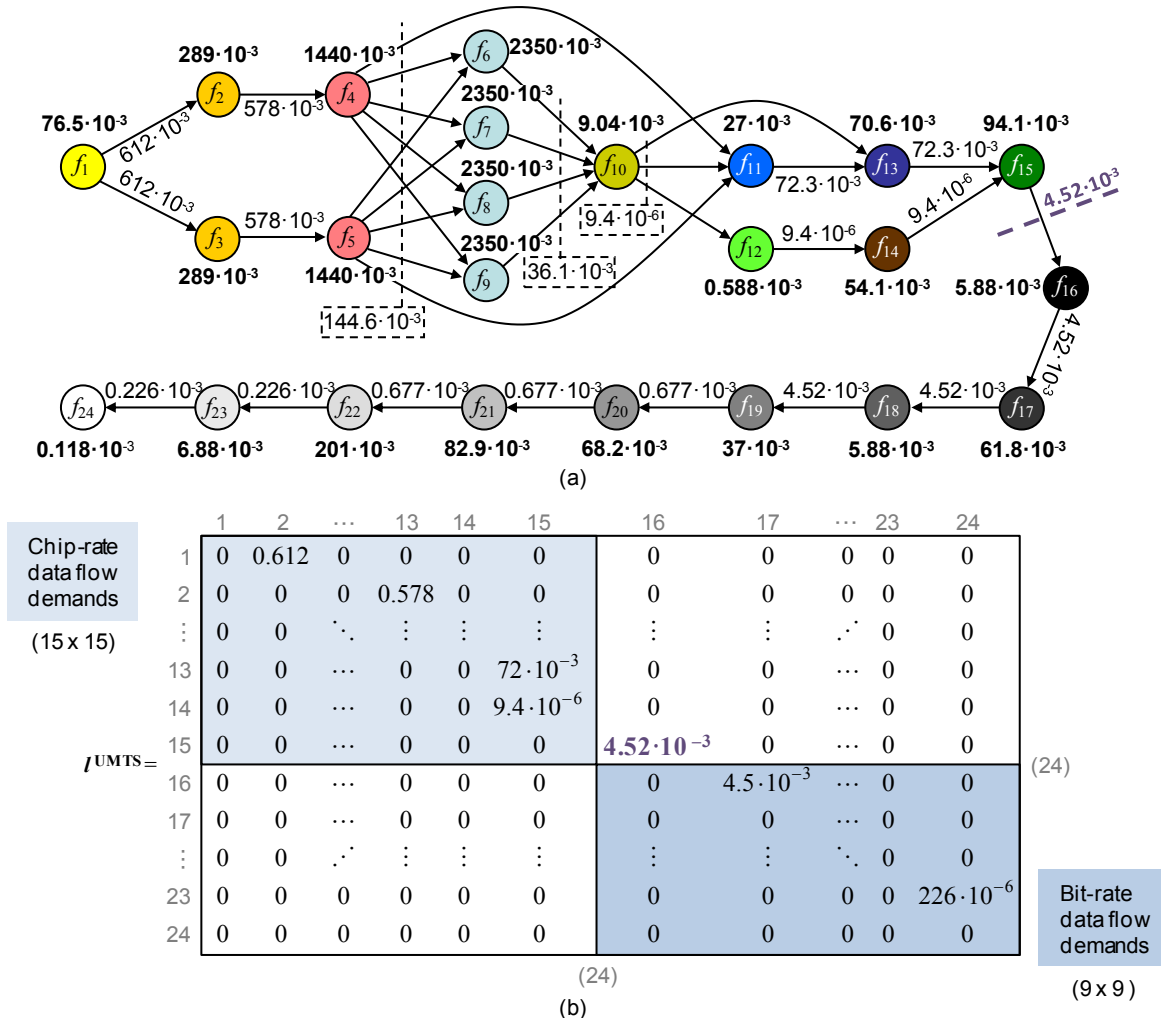 289·10⁻³ 1440·10⁻³ f₆ 2350·10⁻³
f₂ 578·10⁻³ f₄ 2350·10⁻³
76.5·10⁻³ 612·10⁻³ f₇ 9.04·10⁻³ 27·10⁻³ 70.6·10⁻³ 94.1·10⁻³
f₁ 2350·10⁻³ f₁₀ f₁₁ 72.3·10⁻³ f₁₃ 72.3·10⁻³ f₁₅
612·10⁻³ f₈ 9.4·10⁻⁶ 9.4·10⁻⁶ 4.52·10⁻³
f₃ 578·10⁻³ f₅ 2350·10⁻³ f₁₂ 9.4·10⁻⁶ f₁₄
289·10⁻³ 1440·10⁻³ f₉ 36.1·10⁻³ 0.588·10⁻³ 54.1·10⁻³ 5.88·10⁻³ f₁₆
144.6·10⁻³
4.52·10⁻³
f₂₄ 0.226·10⁻³ f₂₃ 0.226·10⁻³ f₂₂ 0.677·10⁻³ f₂₁ 0.677·10⁻³ f₂₀ 0.677·10⁻³ f₁₉ 4.52·10⁻³ f₁₈ 4.52·10⁻³ f₁₇
0.118·10⁻³ 6.88·10⁻³ 201·10⁻³ 82.9·10⁻³ 68.2·10⁻³ 37·10⁻³ 5.88·10⁻³ 61.8·10⁻³
(a)
1 2 ⋯ 13 14 15 16 17 ⋯ 23 24
Chip-rate
data flow
demands
(15 x 15)
1 0 0.612 0 0 0 0 0 0 0 0 0
2 0 0 0 0.578 0 0 0 0 0 0 0
⋮ 0 0 ⋱ ⋮ ⋮ ⋮ ⋮ ⋮ ⋰ 0 0
13 0 0 ⋯ 0 0 72·10⁻³ 0 0 ⋯ 0 0
14 0 0 ⋯ 0 0 9.4·10⁻⁶ 0 0 ⋯ 0 0
15 0 0 ⋯ 0 0 0 4.52·10⁻³ 0 ⋯ 0 0
l^UMTS =
16 0 0 ⋯ 0 0 0 0 4.5·10⁻³ ⋯ 0 0
17 0 0 ⋯ 0 0 0 0 0 ⋯ 0 0
⋮ 0 0 ⋰ ⋮ ⋮ ⋮ ⋮ ⋮ ⋱ 0 0
23 0 0 0 0 0 0 0 0 0 0 226·10⁻⁶
24 0 0 0 0 0 0 0 0 0 0 0
(24)
(24)
Bit-rate
data flow
demands
(9 x 9)
(b)